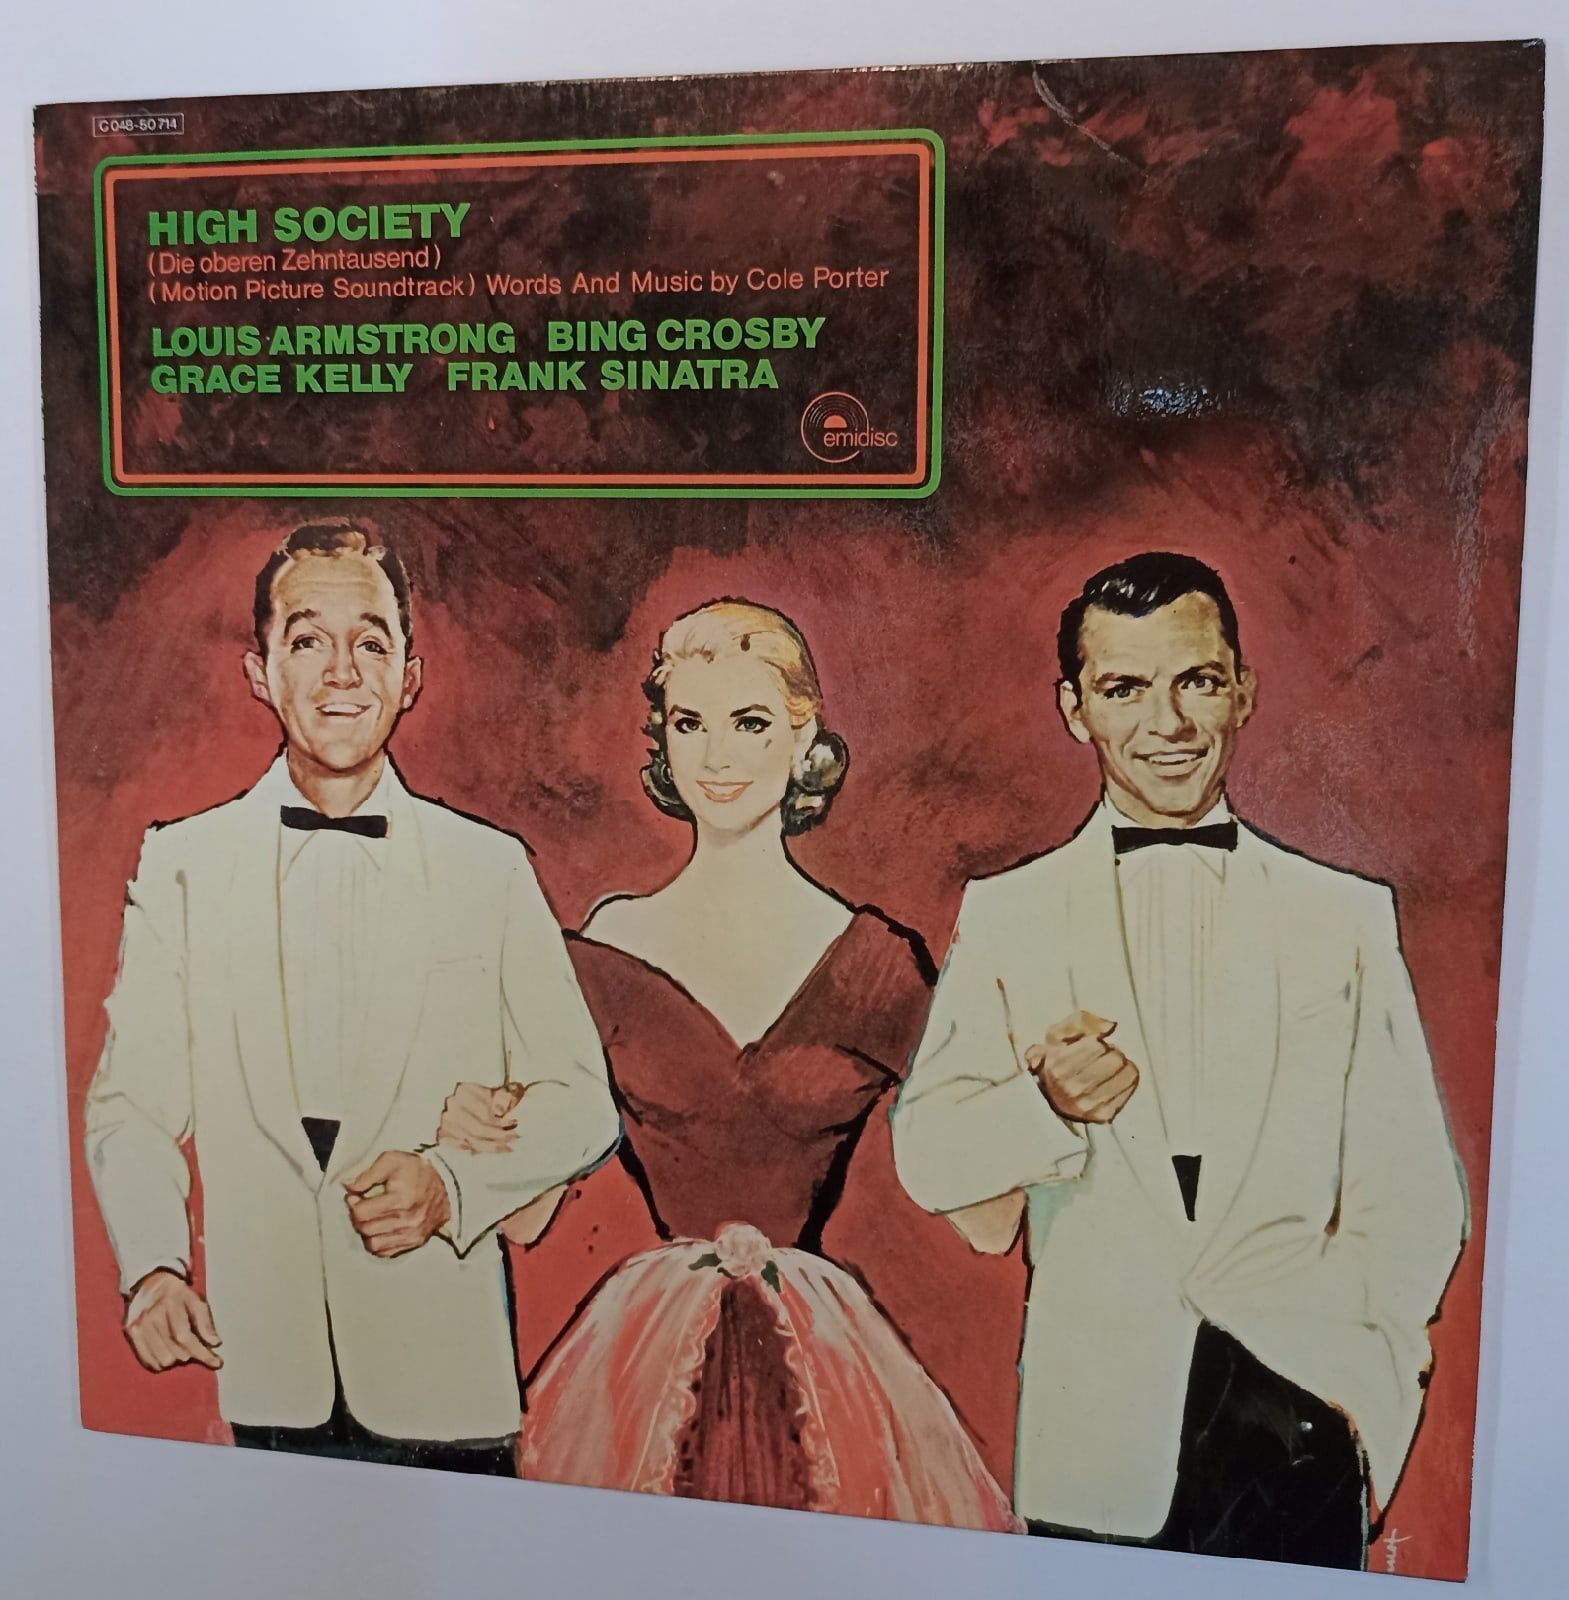 C 048-50 714
HIGH SOCIETY
(Die oberen Zehntausend)
(Motion Picture Soundtrack) Words And Music by Cole Porter
LOUIS ARMSTRONG BING CROSBY
GRACE KELLY FRANK SINATRA
emidisc